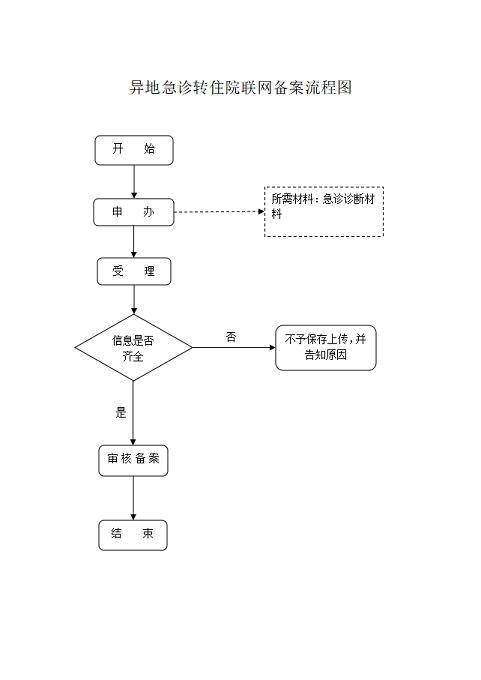 异地急诊转住院联网备案流程图
开 始
申 办
所需材料：急诊诊断材
料
受 理
信息是否
齐全
否
不予保存上传，并
告知原因
是
审核备案
结 束